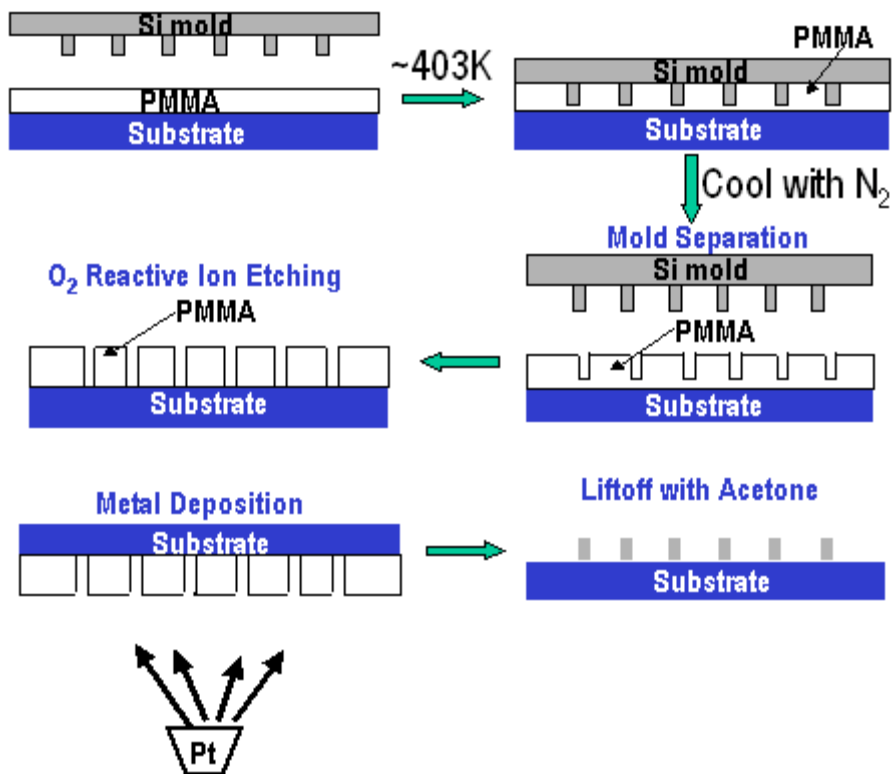 Si mold
PMMA
Substrate
~403K
PMMA
Si mold
Substrate
Cool with N₂
Mold Separation
Si mold
PMMA
Substrate
O₂ Reactive Ion Etching
PMMA
Substrate
Metal Deposition
Substrate
Pt
Liftoff with Acetone
Substrate